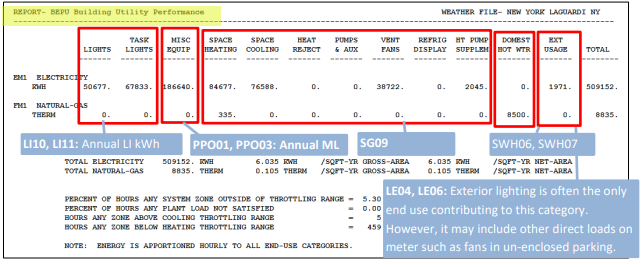 REPORT- BEPU Building Utility Performance WEATHER FILE- NEW YORK LAGUARDI NY
TASK MISC SPACE SPACE HEAT PUMPS VENT REFRIG HT PUMP DOMEST EXT
LIGHTS LIGHTS EQUIP HEATING COOLING REJECT & AUX FANS DISPLAY SUPPLEM HOT WTR USAGE TOTAL
EM1 ELECTRICITY
KWH 50677. 67833. 186640. 84677. 76588. 0. 0. 38722. 0. 2045. 0. 1971. 509152.
FM1 NATURAL-GAS
THERM 0. 0. 0. 335. 0. 0. 0. 0. 0. 0. 8500. 0. 8835.
LI10, LI11: Annual LI kWh
PPO01, PPO03: Annual ML
SG09
SWH06, SWH07
TOTAL ELECTRICITY 509152. KWH 6.035 KWH /SQFT-YR GROSS-AREA 6.035 KWH /SQFT-YR NET-AREA
TOTAL NATURAL-GAS 8835. THERM 0.105 THERM /SQFT-YR GROSS-AREA 0.105 THERM /SQFT-YR NET-AREA
LE04, LE06: Exterior lighting is often the only
end use contributing to this category.
However, it may include other direct loads on
meter such as fans in un-enclosed parking.
PERCENT OF HOURS ANY SYSTEM ZONE OUTSIDE OF THROTTLING RANGE = 5.30
PERCENT OF HOURS ANY PLANT LOAD NOT SATISFIED = 0.00
HOURS ANY ZONE ABOVE COOLING THROTTLING RANGE = 5
HOURS ANY ZONE BELOW HEATING THROTTLING RANGE = 459
NOTE: ENERGY IS APPORTIONED HOURLY TO ALL END-USE CATEGORIES.